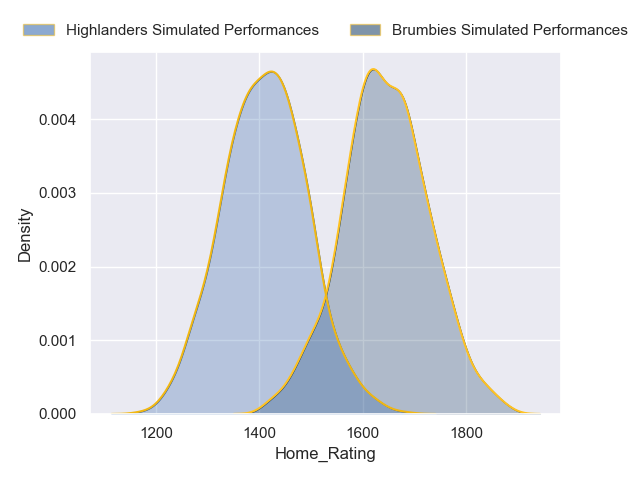 Highlanders Simulated Performances Brumbies Simulated Performances
0.004
0.003
0.002
0.001
0.000
Density
1200 1400 1600 1800
Home_Rating